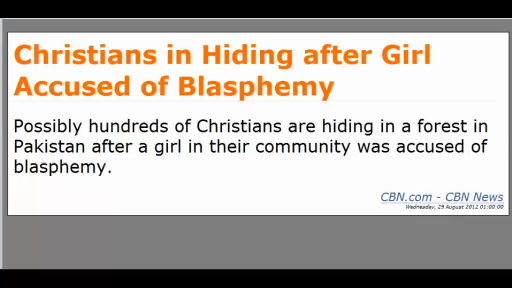 Christians in Hiding after Girl
Accused of Blasphemy
Possibly hundreds of Christians are hiding in a forest in
Pakistan after a girl in their community was accused of
blasphemy.
CBN.com - CBN News
Wednesday, 29 August 2012 01:00:00